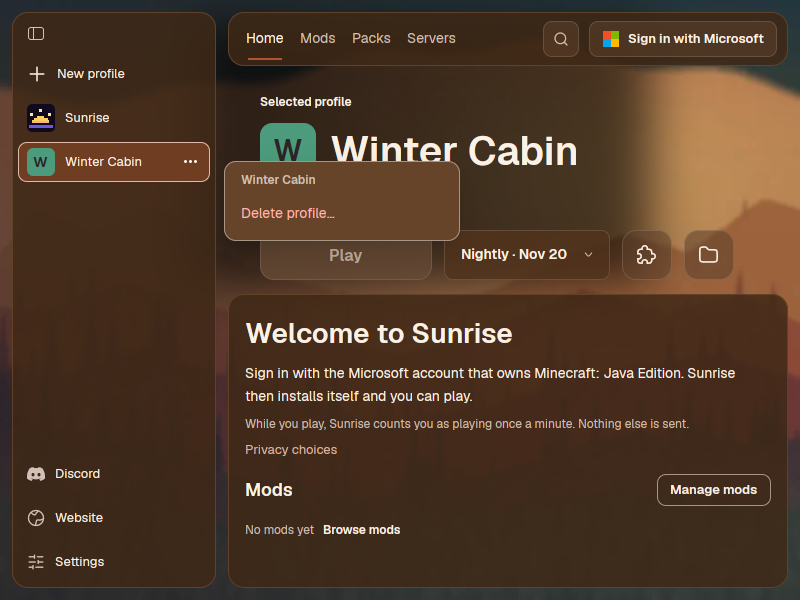 New profile
Sunrise
W
Winter Cabin
Discord
Website
Settings
Home
Mods
Packs
Servers
Sign in with Microsoft
Selected profile
W
Winter Cabin
Winter Cabin
Delete profile…
Play
Nightly · Nov 20
Welcome to Sunrise
Sign in with the Microsoft account that owns Minecraft: Java Edition. Sunrise
then installs itself and you can play.
While you play, Sunrise counts you as playing once a minute. Nothing else is sent.
Privacy choices
Mods
Manage mods
No mods yet Browse mods